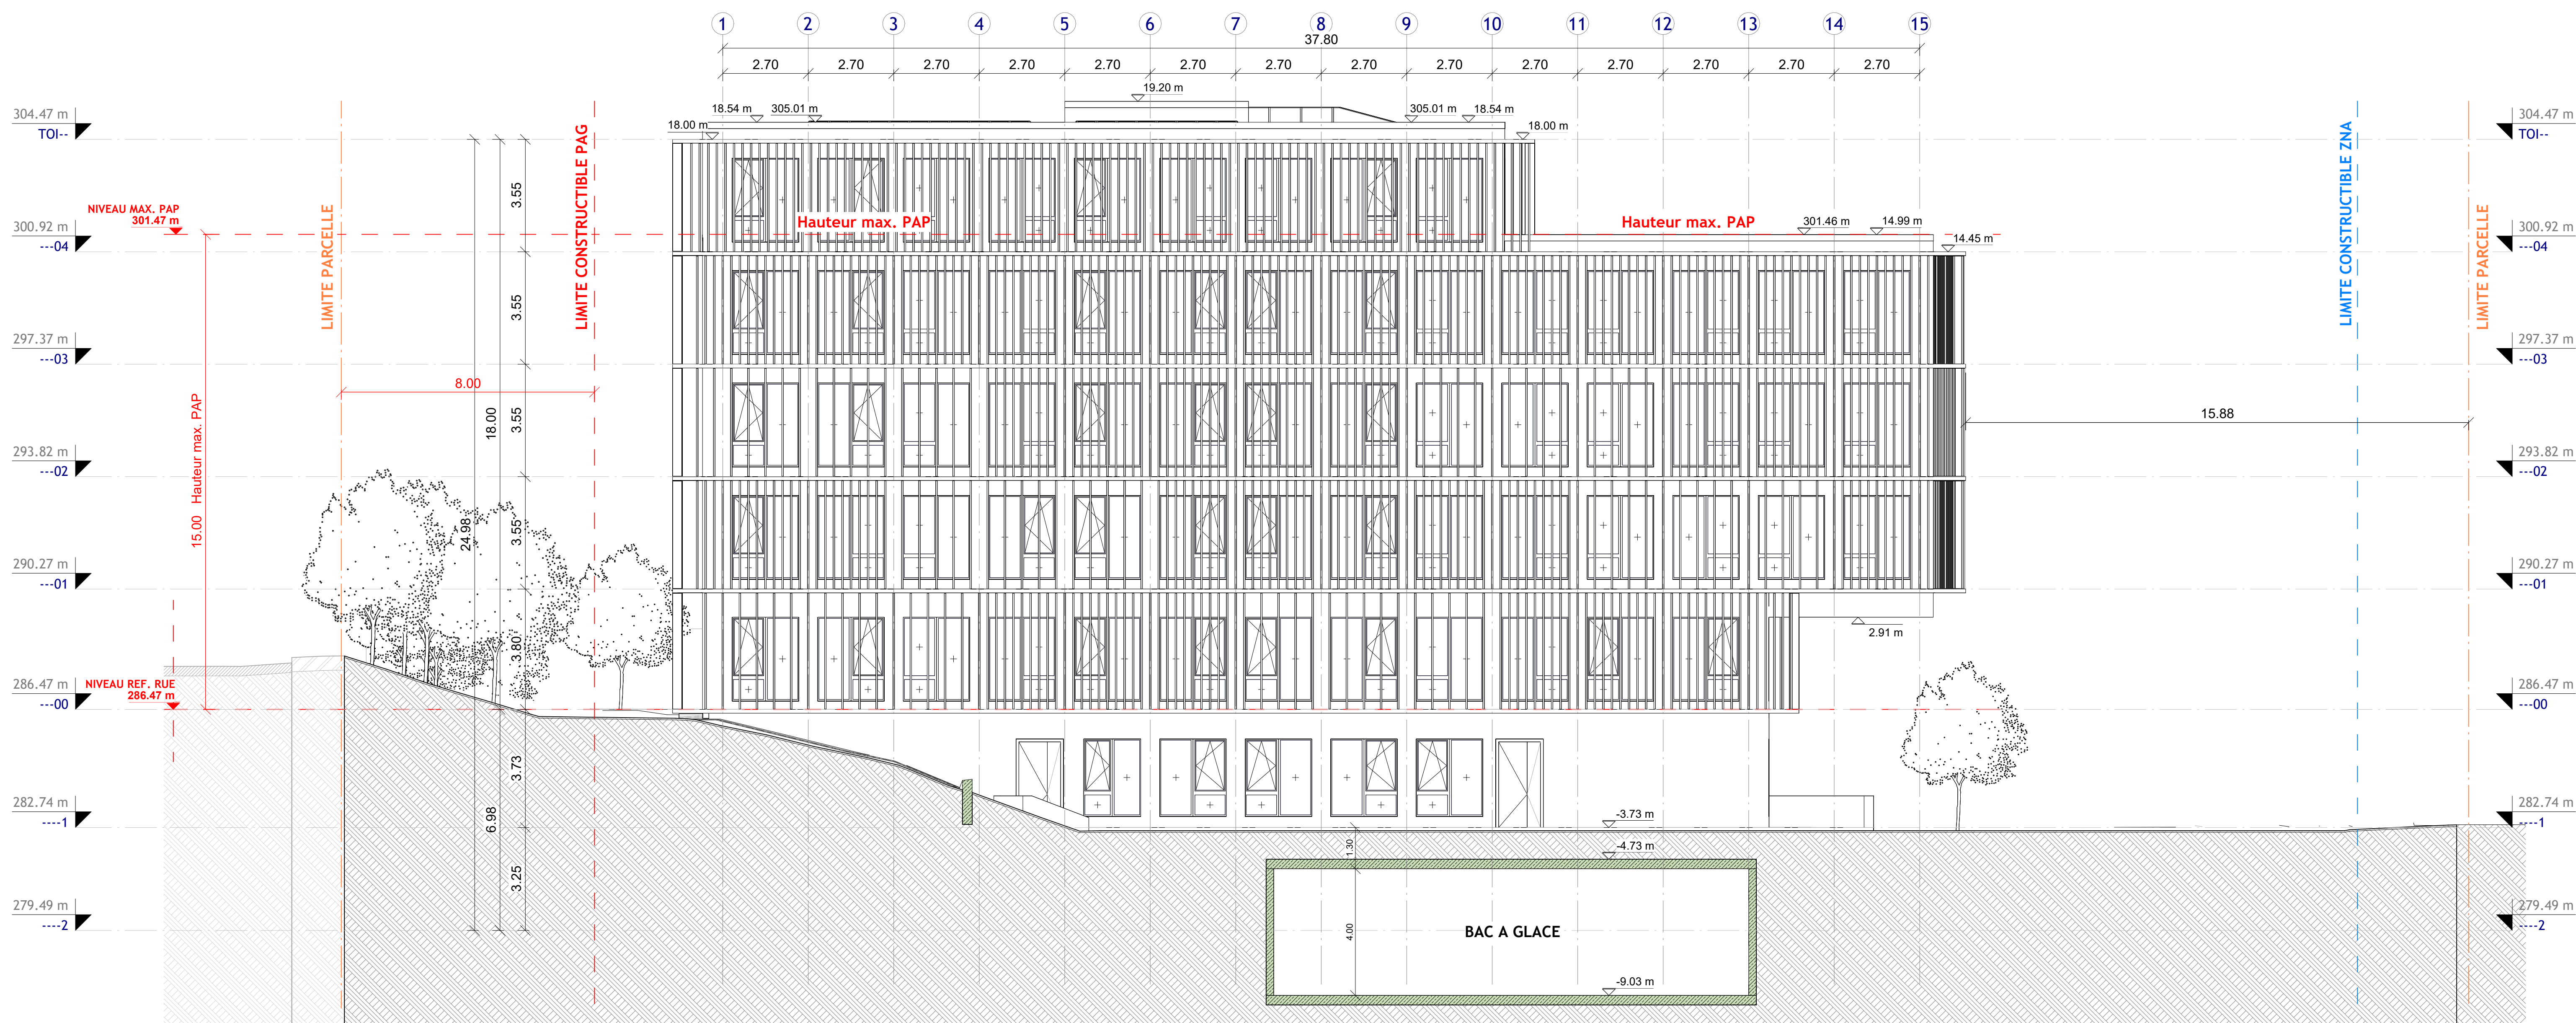 1 2 3 4 5 6 7 8 9 10 11 12 13 14 15
37.80
2.70 2.70 2.70 2.70 2.70 2.70 2.70 2.70 2.70 2.70 2.70 2.70 2.70 2.70
19.20 m
18.54 m 305.01 m 305.01 m 18.54 m
18.00 m 18.00 m
304.47 m
TOI--
300.92 m
---04
297.37 m
---03
293.82 m
---02
290.27 m
---01
286.47 m
---00
282.74 m
----1
279.49 m
----2
NIVEAU MAX. PAP
301.47 m
15.00 Hauteur max. PAP
NIVEAU REF. RUE
286.47 m
LIMITE PARCELLE
8.00
LIMITE CONSTRUCTIBLE PAG
24.98
18.00
6.98
3.55
3.55
3.55
3.55
3.80
3.73
3.25
Hauteur max. PAP
Hauteur max. PAP
301.46 m 14.99 m
14.45 m
2.91 m
15.88
LIMITE CONSTRUCTIBLE ZNA
LIMITE PARCELLE
-3.73 m
1.30
-4.73 m
4.00
BAC A GLACE
-9.03 m
304.47 m
TOI--
300.92 m
---04
297.37 m
---03
293.82 m
---02
290.27 m
---01
286.47 m
---00
282.74 m
----1
279.49 m
----2